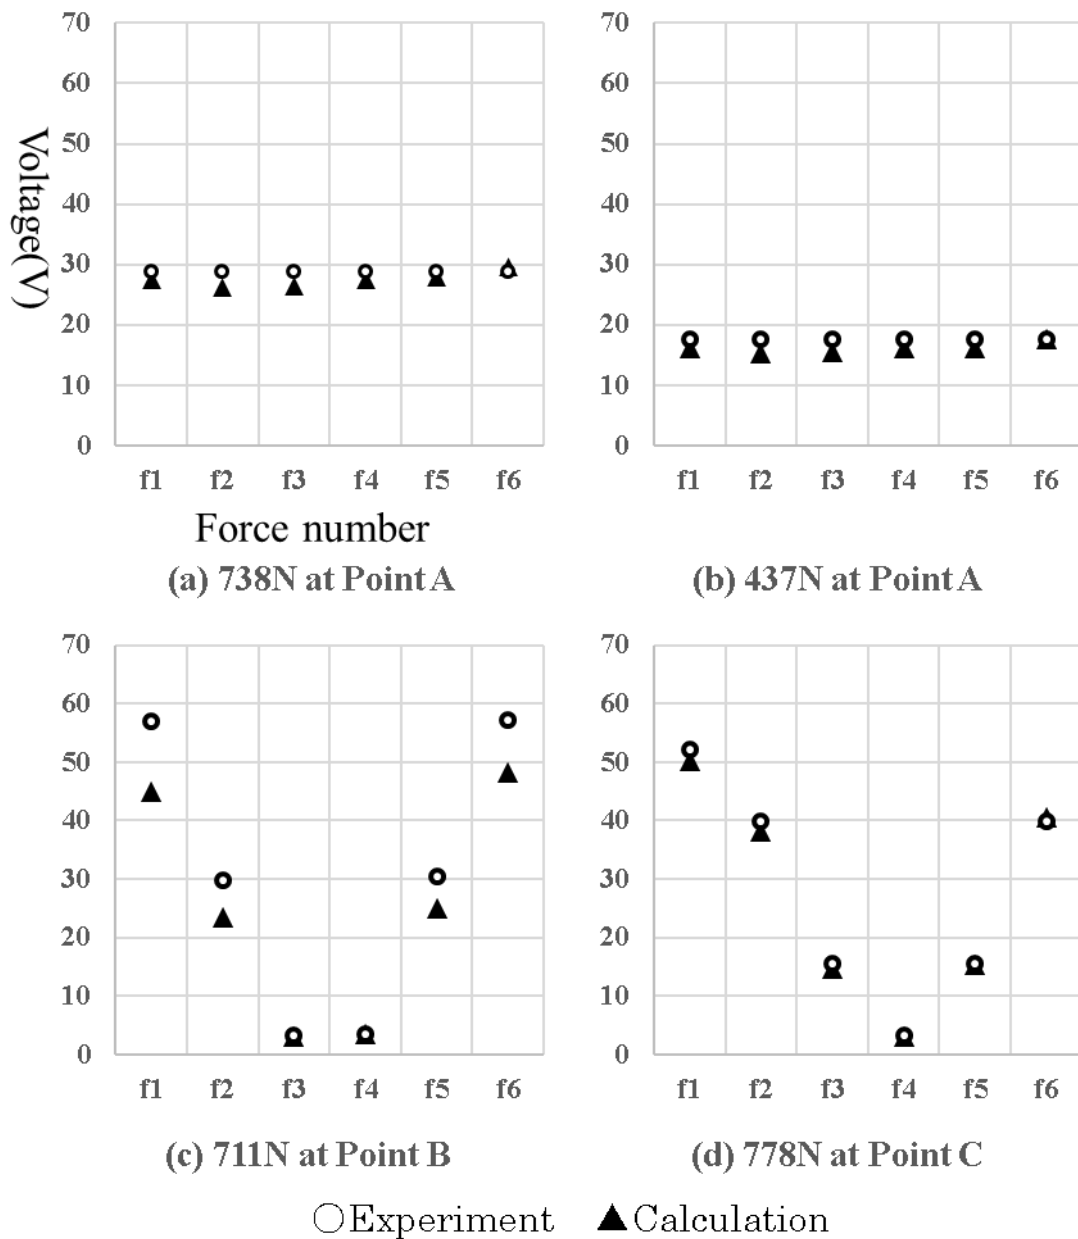 70
60
50
40
30
20
10
0
Voltage(V)
f1 f2 f3 f4 f5 f6
Force number
(a) 738N at Point A
70
60
50
40
30
20
10
0
f1 f2 f3 f4 f5 f6
(b) 437N at Point A
70
60
50
40
30
20
10
0
f1 f2 f3 f4 f5 f6
(c) 711N at Point B
70
60
50
40
30
20
10
0
f1 f2 f3 f4 f5 f6
(d) 778N at Point C
○Experiment ▲Calculation